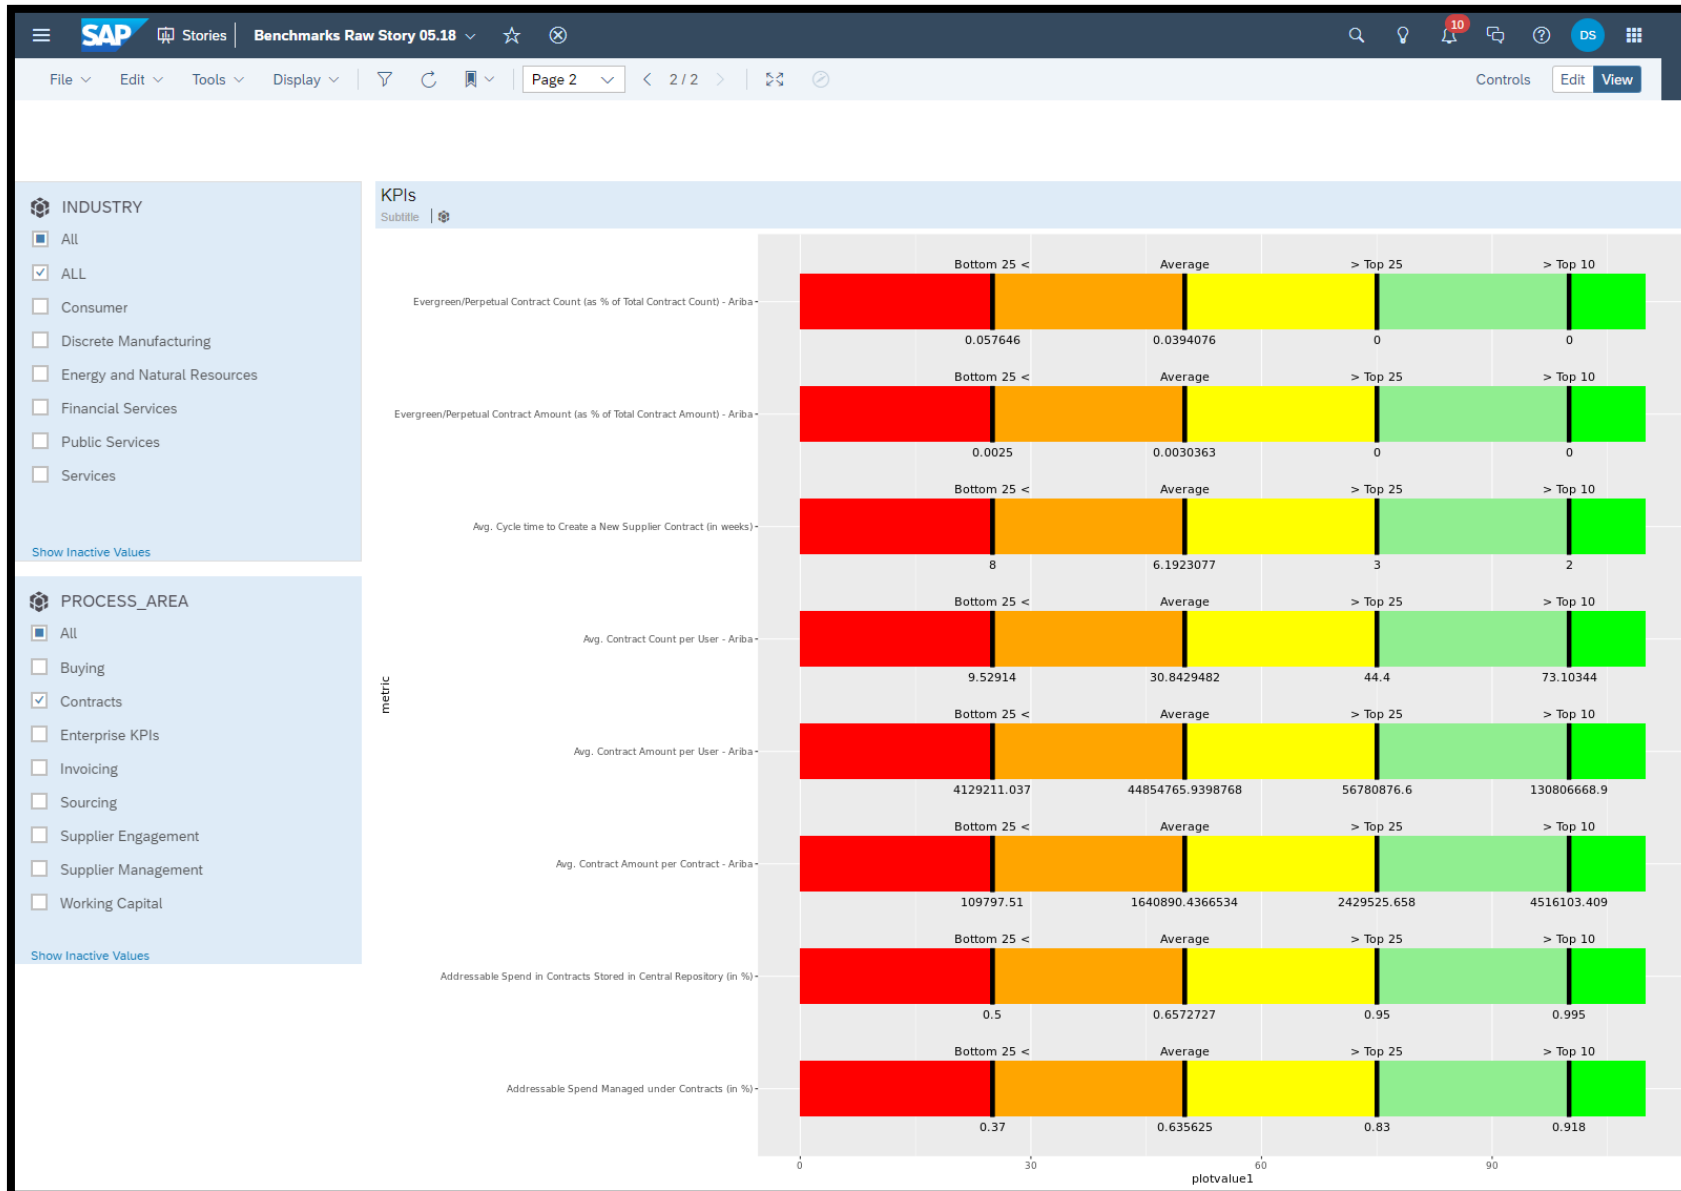 SAP Stories Benchmarks Raw Story 05.18 10 DS
File Edit Tools Display Page 2 2 / 2 Controls Edit View
INDUSTRY
All
ALL
Consumer
Discrete Manufacturing
Energy and Natural Resources
Financial Services
Public Services
Services
Show Inactive Values
PROCESS_AREA
All
Buying
Contracts
Enterprise KPIs
Invoicing
Sourcing
Supplier Engagement
Supplier Management
Working Capital
Show Inactive Values
KPIs
Subtitle
metric
Bottom 25 < Average > Top 25 > Top 10
Evergreen/Perpetual Contract Count (as % of Total Contract Count) - Ariba
0.057646 0.0394076 0 0
Bottom 25 < Average > Top 25 > Top 10
Evergreen/Perpetual Contract Amount (as % of Total Contract Amount) - Ariba
0.0025 0.0030363 0 0
Bottom 25 < Average > Top 25 > Top 10
Avg. Cycle time to Create a New Supplier Contract (in weeks)
8 6.1923077 3 2
Bottom 25 < Average > Top 25 > Top 10
Avg. Contract Count per User - Ariba
9.52914 30.8429482 44.4 73.10344
Bottom 25 < Average > Top 25 > Top 10
Avg. Contract Amount per User - Ariba
4129211.037 44854765.9398768 56780876.6 130806668.9
Bottom 25 < Average > Top 25 > Top 10
Avg. Contract Amount per Contract - Ariba
109797.51 1640890.4366534 2429525.658 4516103.409
Bottom 25 < Average > Top 25 > Top 10
Addressable Spend in Contracts Stored in Central Repository (in %)
0.5 0.6572727 0.95 0.995
Bottom 25 < Average > Top 25 > Top 10
Addressable Spend Managed under Contracts (in %)
0.37 0.635625 0.83 0.918
0 30 60 90
plotvalue1